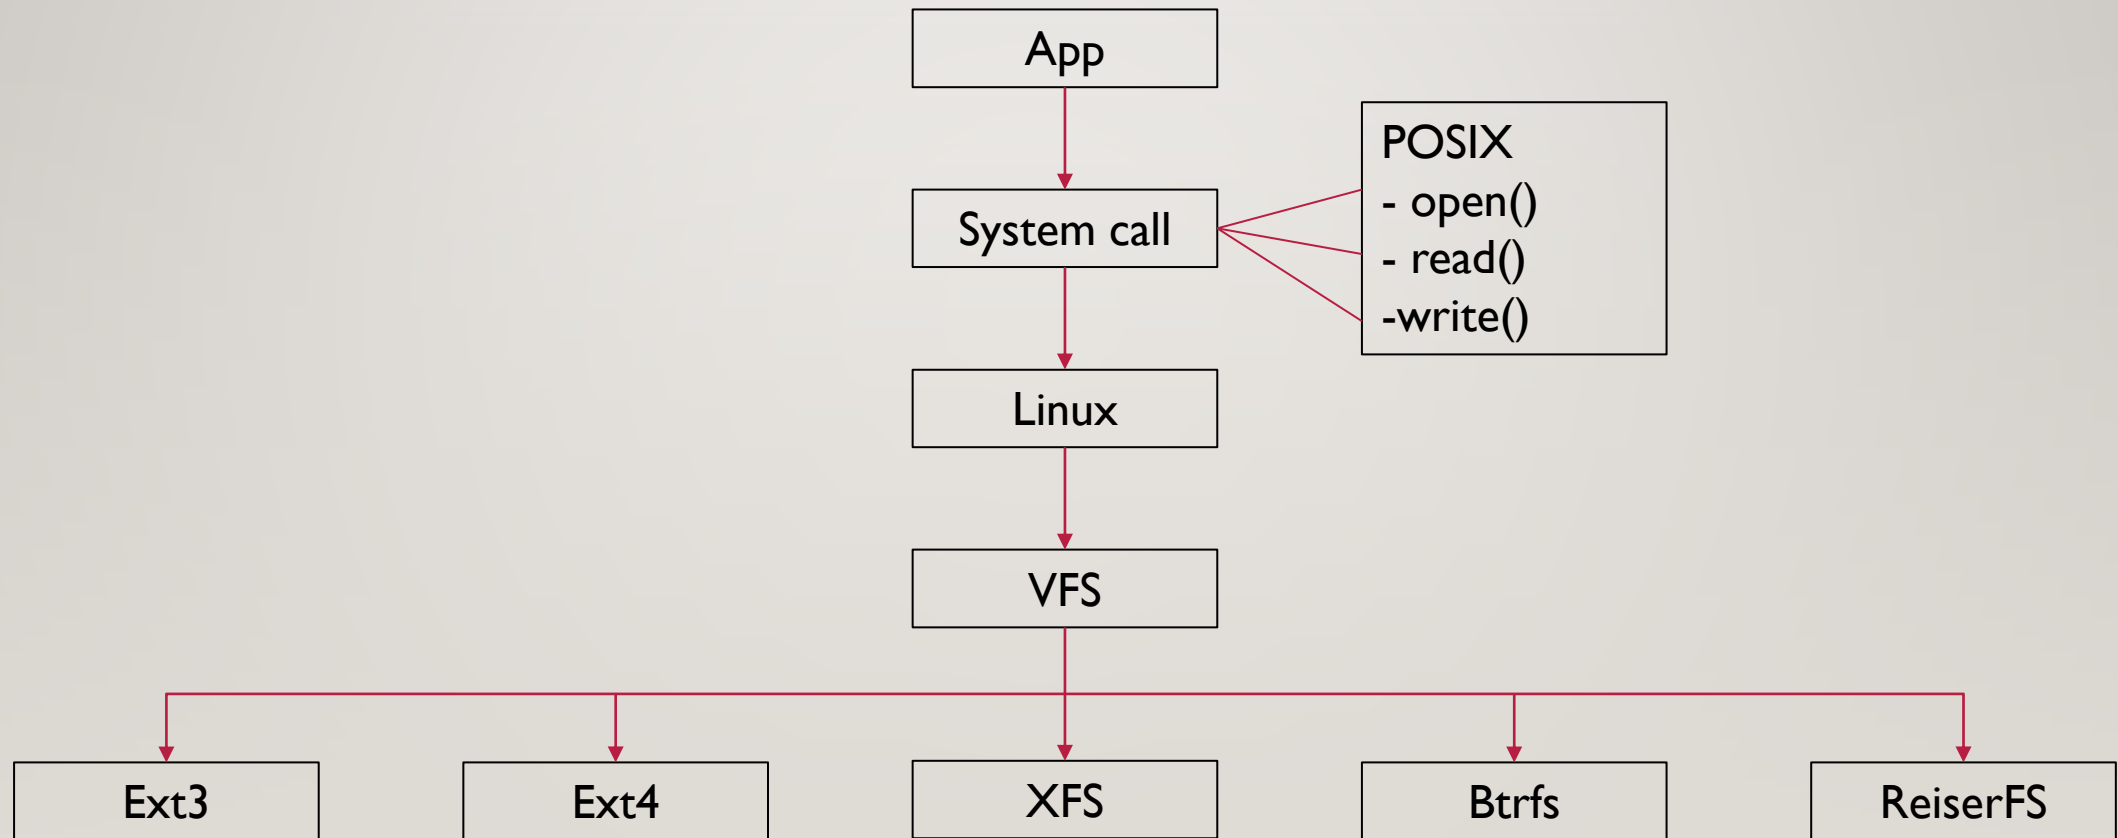 App
System call
POSIX
- open()
- read()
-write()
Linux
VFS
Ext3
Ext4
XFS
Btrfs
ReiserFS